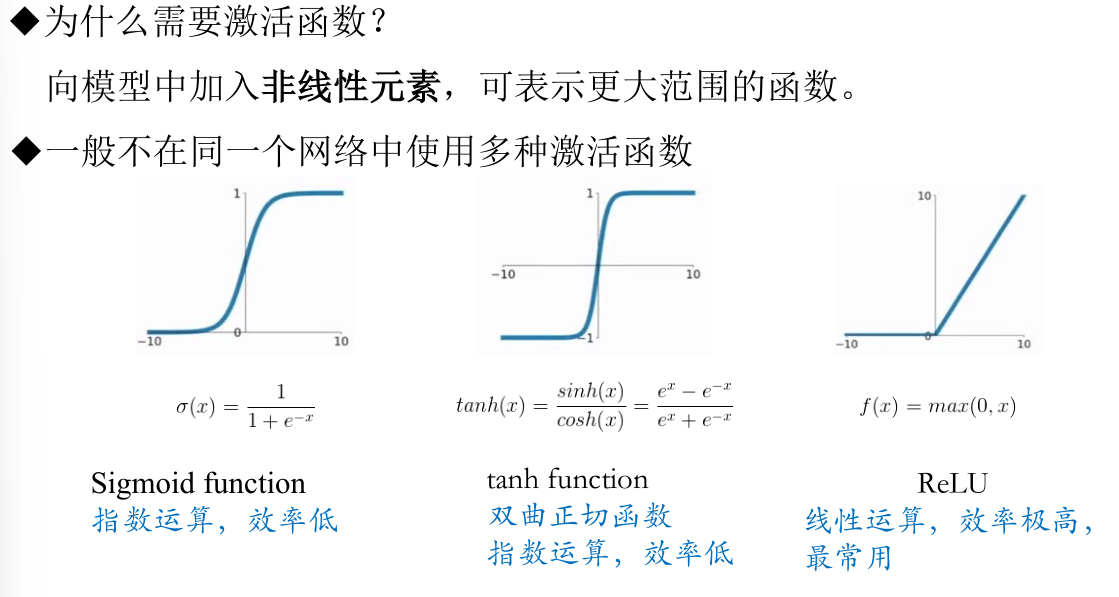 ◆为什么需要激活函数？
向模型中加入非线性元素，可表示更大范围的函数。
◆一般不在同一个网络中使用多种激活函数
1
0
−10
10
1
−10
10
−1
10
0
−10
10
σ(x) = 1 / (1 + e^{−x})
tanh(x) = sinh(x) / cosh(x) = (e^x − e^{−x}) / (e^x + e^{−x})
f(x) = max(0, x)
Sigmoid function
指数运算，效率低
tanh function
双曲正切函数
指数运算，效率低
ReLU
线性运算，效率极高，
最常用